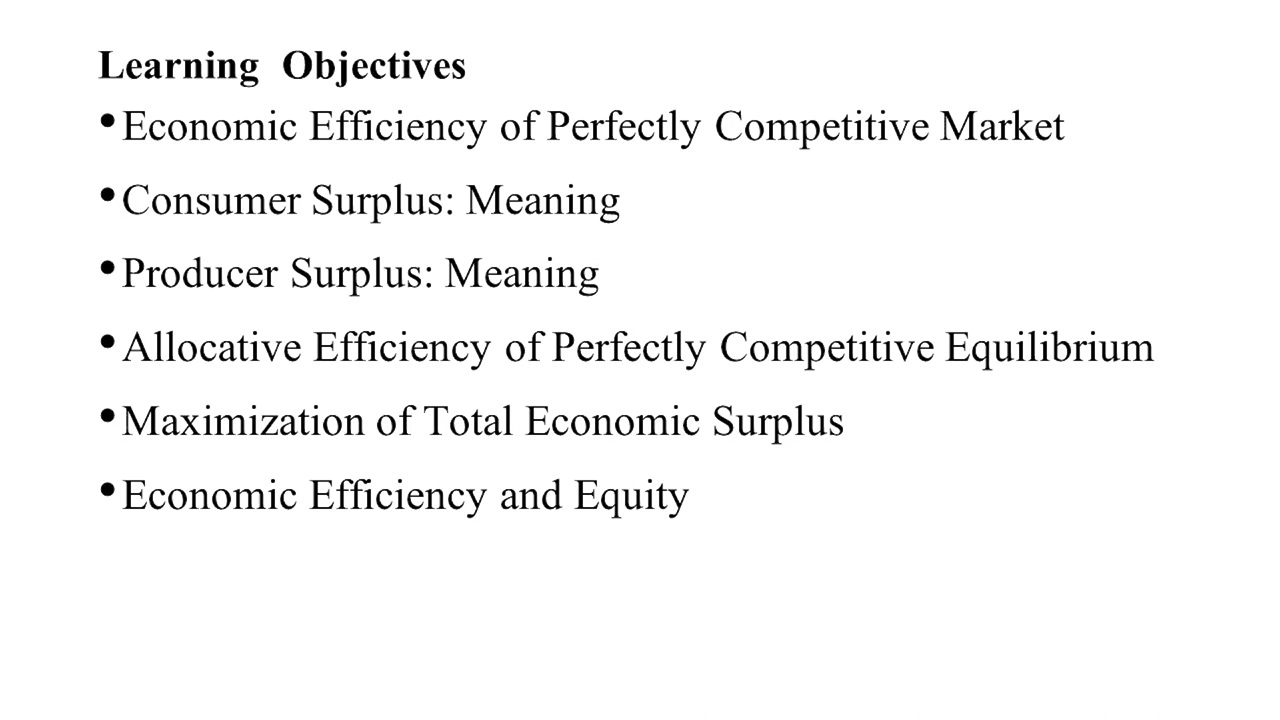 Learning Objectives
•Economic Efficiency of Perfectly Competitive Market
•Consumer Surplus: Meaning
•Producer Surplus: Meaning
•Allocative Efficiency of Perfectly Competitive Equilibrium
•Maximization of Total Economic Surplus
•Economic Efficiency and Equity